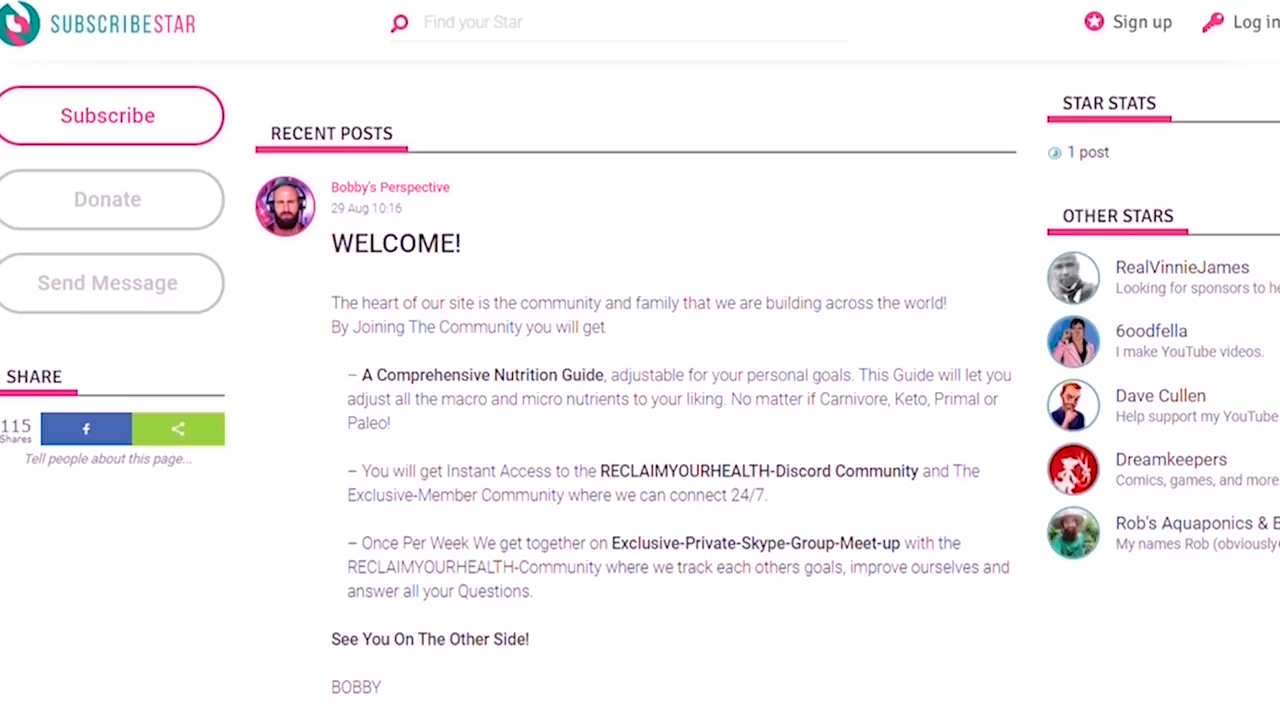 SUBSCRIBESTAR
Find your Star
Sign up
Log in
Subscribe
Donate
Send Message
SHARE
115
Shares
f
Tell people about this page...
RECENT POSTS
Bobby's Perspective
29 Aug 10:16
WELCOME!
The heart of our site is the community and family that we are building across the world!
By Joining The Community you will get
– A Comprehensive Nutrition Guide, adjustable for your personal goals. This Guide will let you
adjust all the macro and micro nutrients to your liking. No matter if Carnivore, Keto, Primal or
Paleo!
– You will get Instant Access to the RECLAIMYOURHEALTH-Discord Community and The
Exclusive-Member Community where we can connect 24/7.
– Once Per Week We get together on Exclusive-Private-Skype-Group-Meet-up with the
RECLAIMYOURHEALTH-Community where we track each others goals, improve ourselves and
answer all your Questions.
See You On The Other Side!
BOBBY
STAR STATS
1 post
OTHER STARS
RealVinnieJames
Looking for sponsors to he
6oodfella
I make YouTube videos.
Dave Cullen
Help support my YouTube
Dreamkeepers
Comics, games, and more
Rob's Aquaponics & B
My names Rob (obviously